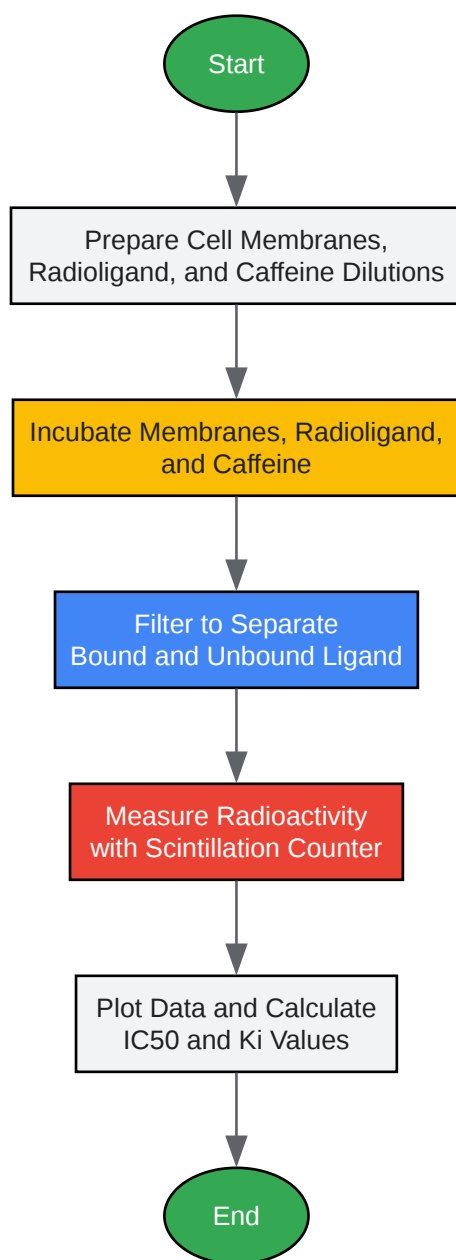 Start
Prepare Cell Membranes,
Radioligand, and Caffeine Dilutions
Incubate Membranes, Radioligand,
and Caffeine
Filter to Separate
Bound and Unbound Ligand
Measure Radioactivity
with Scintillation Counter
Plot Data and Calculate
IC50 and Ki Values
End